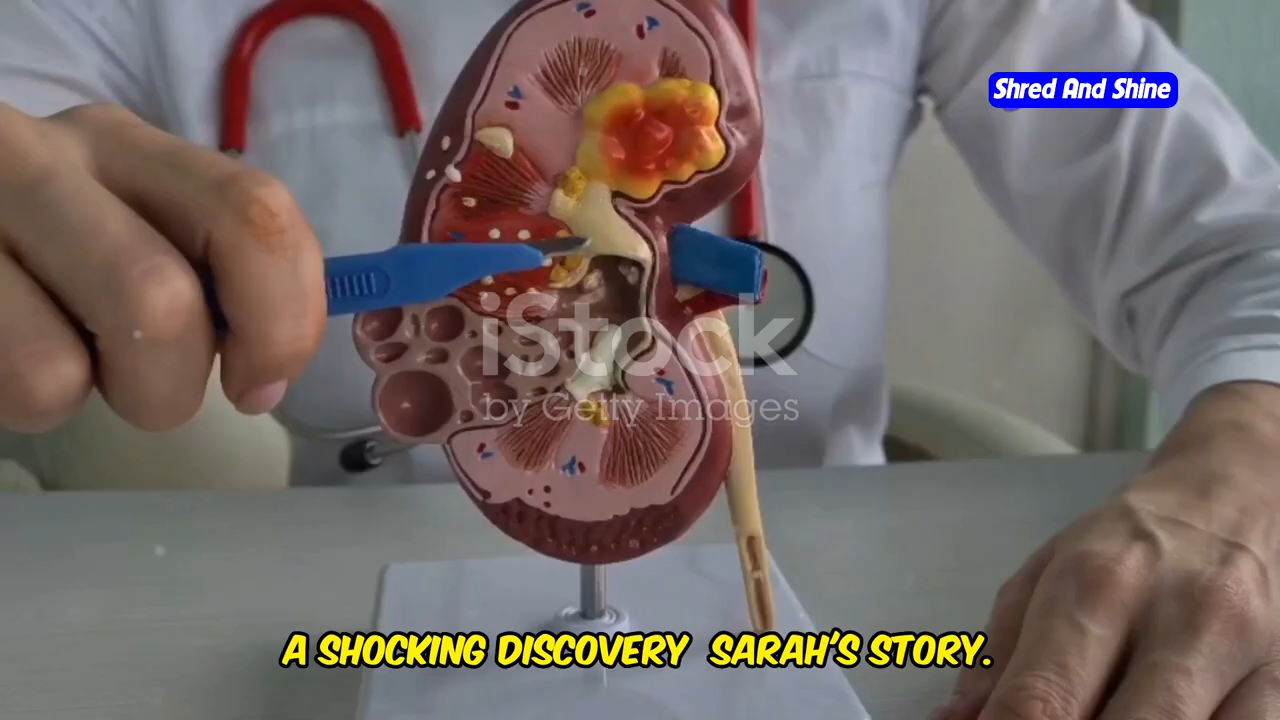 Shred And Shine
iStock
by Getty Images
A SHOCKING DISCOVERY  SARAH'S STORY.